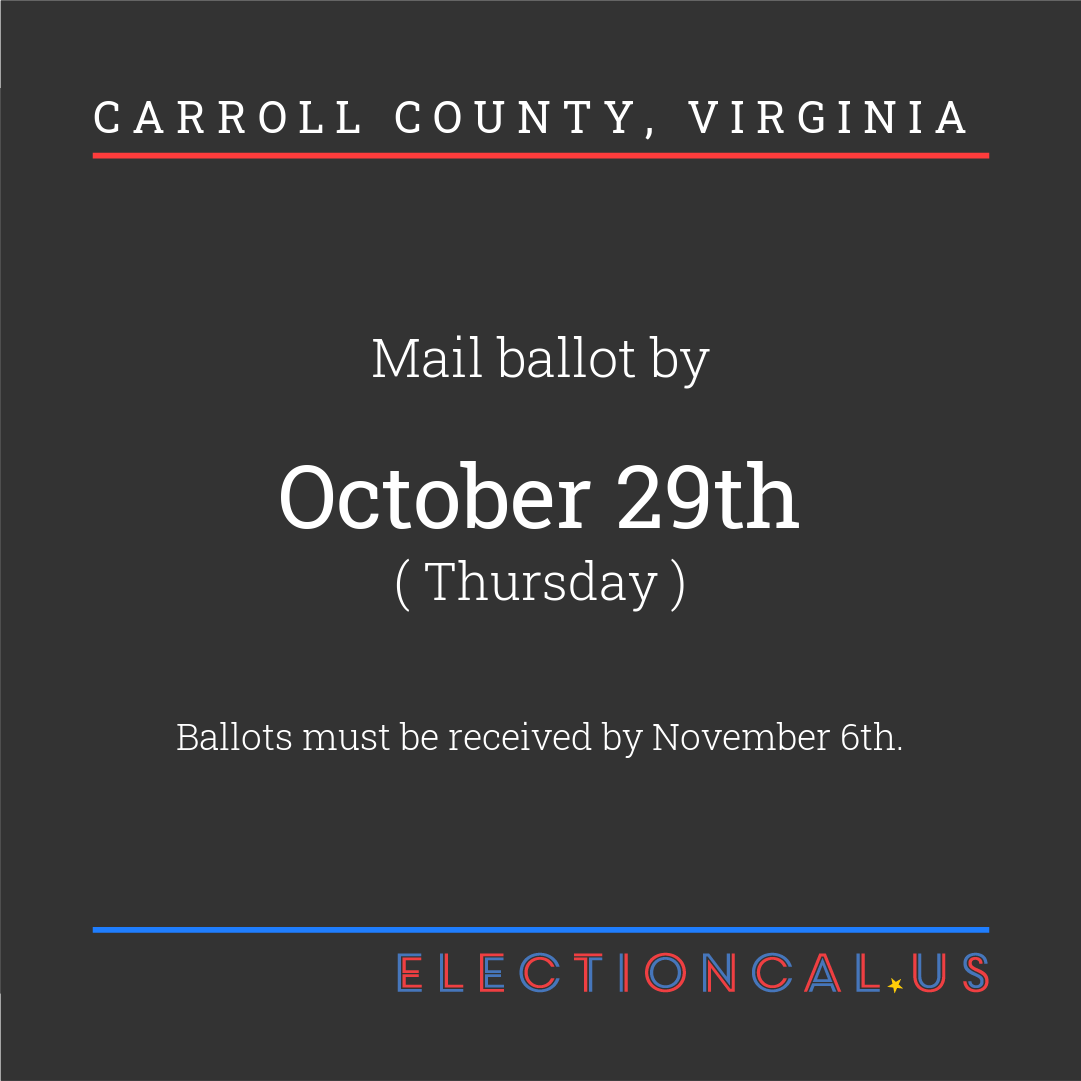 CARROLL COUNTY, VIRGINIA
Mail ballot by
October 29th
( Thursday )
Ballots must be received by November 6th.
ELECTIONCAL.US